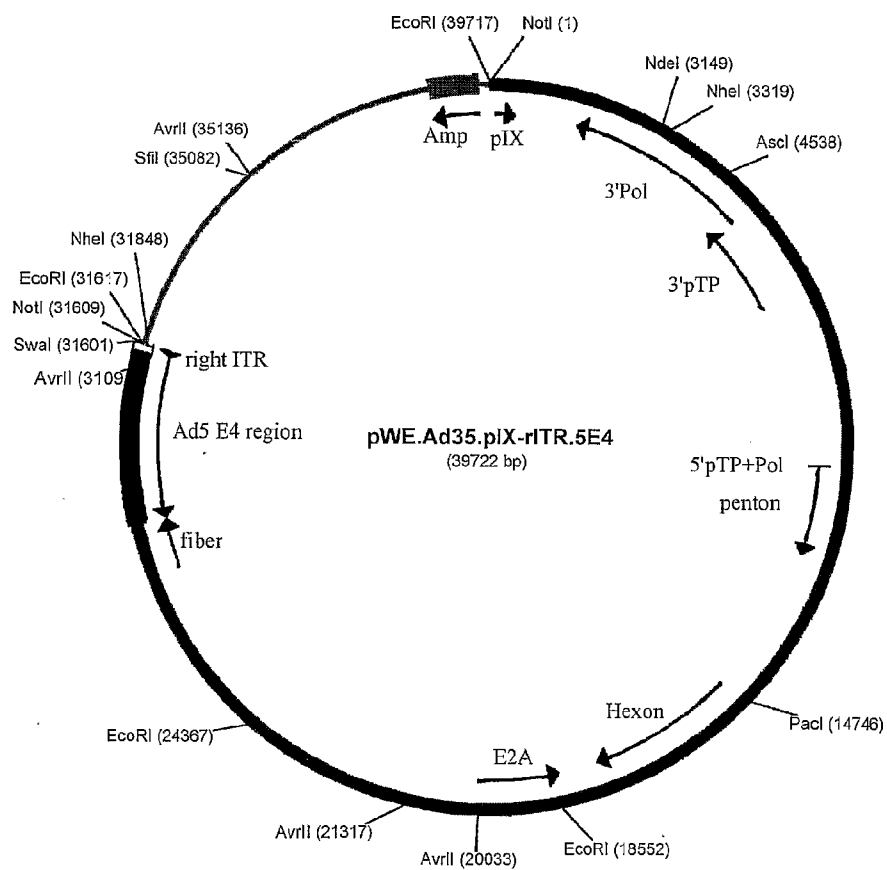 EcoRI (39717)
NotI (1)
NdeI (3149)
NheI (3319)
AscI (4538)
AvrII (35136)
SfiI (35082)
Amp
pIX
3'Pol
3'pTP
NheI (31848)
EcoRI (31617)
NotI (31609)
SwaI (31601)
AvrII (3109
right ITR
Ad5 E4 region
pWE.Ad35.pIX-rITR.5E4
(39722 bp)
5'pTP+Pol
penton
fiber
Hexon
PacI (14746)
EcoRI (24367)
E2A
AvrII (21317)
EcoRI (18552)
AvrII (20033)